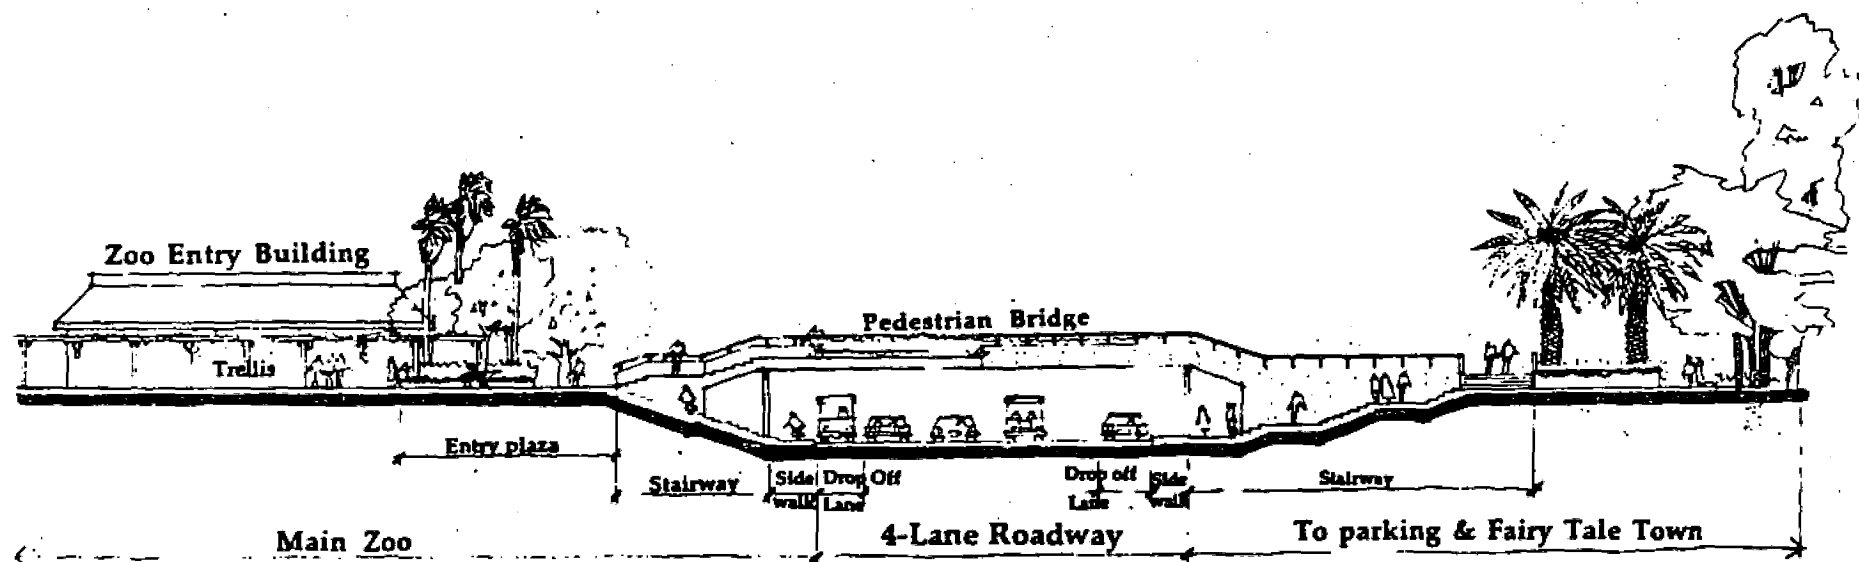 Zoo Entry Building
Pedestrian Bridge
Trellis
Entry plaza
Stairway
Side walk
Drop Off Lane
Drop off Lane
Side walk
Stairway
Main Zoo
4-Lane Roadway
To parking & Fairy Tale Town